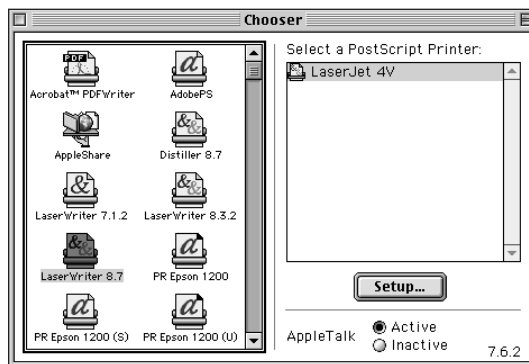 Chooser
Acrobat™ PDFWriter
AdobePS
AppleShare
Distiller 8.7
LaserWriter 7.1.2
LaserWriter 8.3.2
LaserWriter 8.7
PR Epson 1200
PR Epson 1200 (S)
PR Epson 1200 (U)
Select a PostScript Printer:
LaserJet 4V
Setup...
AppleTalk
Active
Inactive
7.6.2